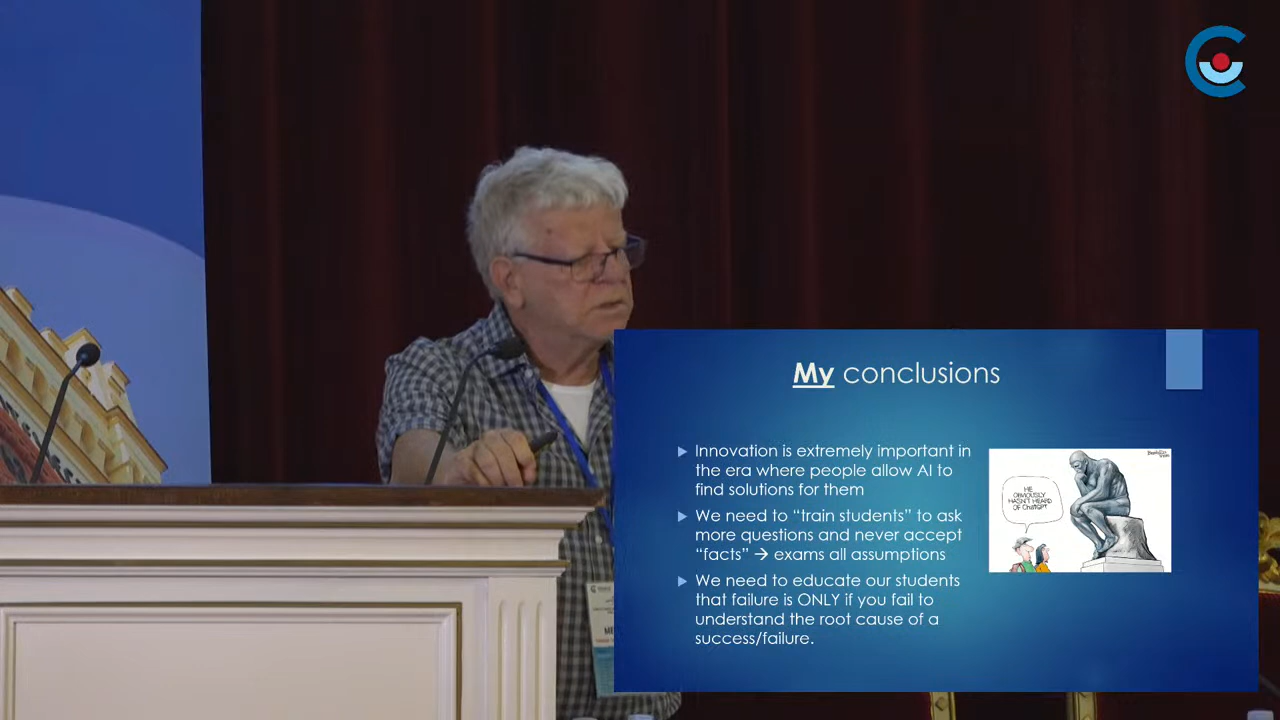 My conclusions
Innovation is extremely important in
the era where people allow AI to
find solutions for them
We need to “train students” to ask
more questions and never accept
“facts” → exams all assumptions
We need to educate our students
that failure is ONLY if you fail to
understand the root cause of a
success/failure.
HE
OBVIOUSLY
HASN'T HEARD
OF ChatGPT